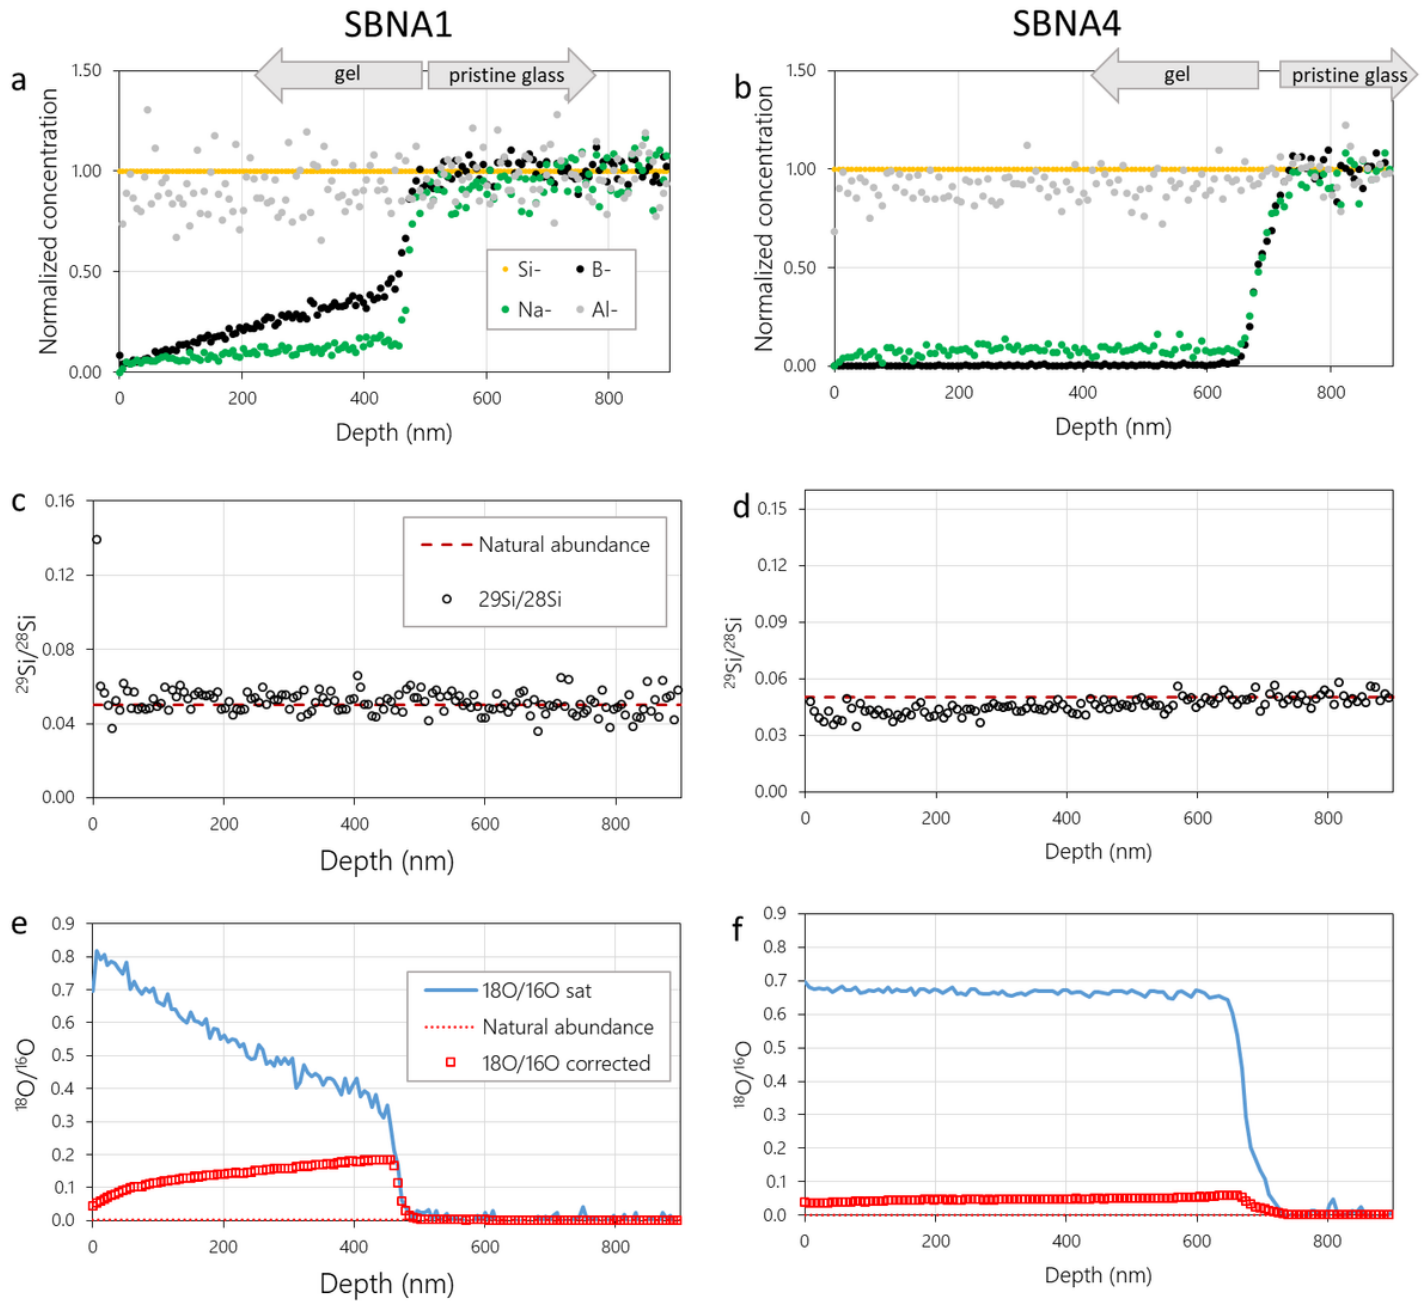 SBNA1
SBNA4
a
gel
pristine glass
1.50
1.00
0.50
0.00
Normalized concentration
Si-
B-
Na-
Al-
0 200 400 600 800
Depth (nm)
b
gel
pristine glass
1.50
1.00
0.50
0.00
Normalized concentration
0 200 400 600 800
Depth (nm)
c
0.16
0.12
0.08
0.04
0.00
²⁹Si/²⁸Si
Natural abundance
29Si/28Si
0 200 400 600 800
Depth (nm)
d
0.15
0.12
0.09
0.06
0.03
0.00
²⁹Si/²⁸Si
0 200 400 600 800
Depth (nm)
e
0.9
0.8
0.7
0.6
0.5
0.4
0.3
0.2
0.1
0.0
¹⁸O/¹⁶O
18O/16O sat
Natural abundance
18O/16O corrected
0 200 400 600 800
Depth (nm)
f
0.9
0.8
0.7
0.6
0.5
0.4
0.3
0.2
0.1
0.0
¹⁸O/¹⁶O
0 200 400 600 800
Depth (nm)